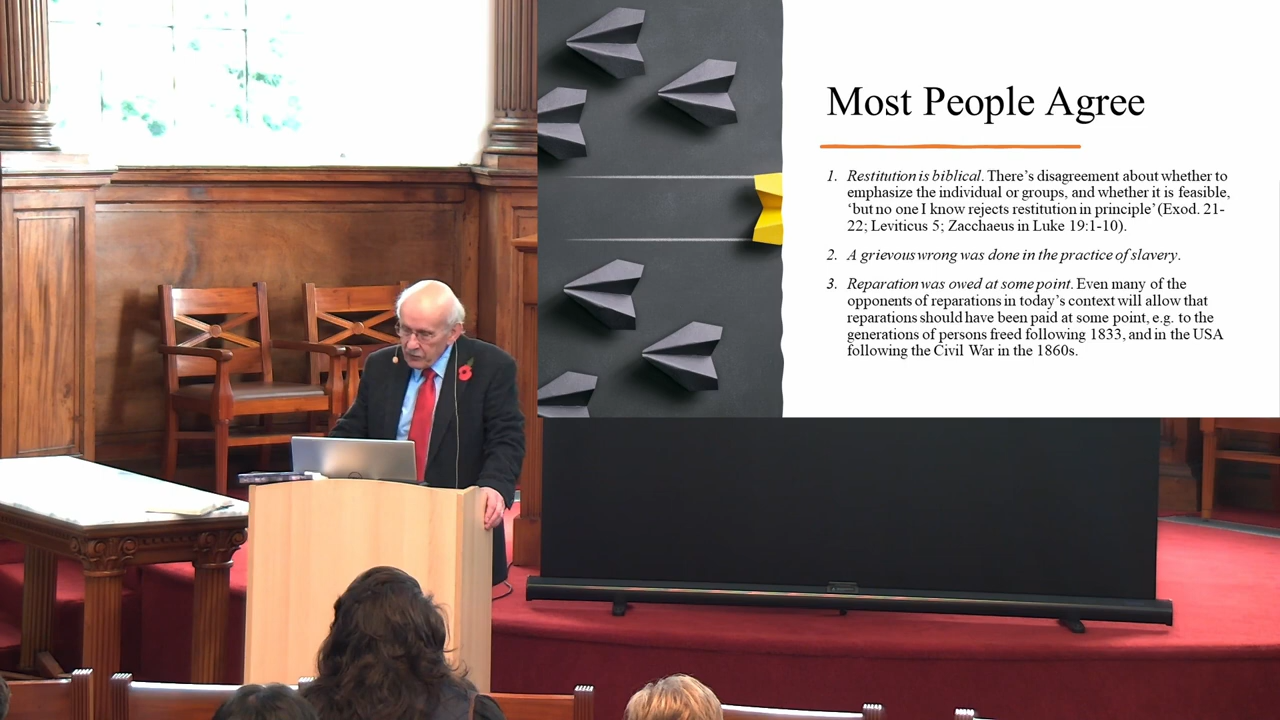 Most People Agree
1. Restitution is biblical. There's disagreement about whether to
emphasize the individual or groups, and whether it is feasible,
'but no one I know rejects restitution in principle' (Exod. 21-
22; Leviticus 5; Zacchaeus in Luke 19:1-10).
2. A grievous wrong was done in the practice of slavery.
3. Reparation was owed at some point. Even many of the
opponents of reparations in today's context will allow that
reparations should have been paid at some point, e.g. to the
generations of persons freed following 1833, and in the USA
following the Civil War in the 1860s.